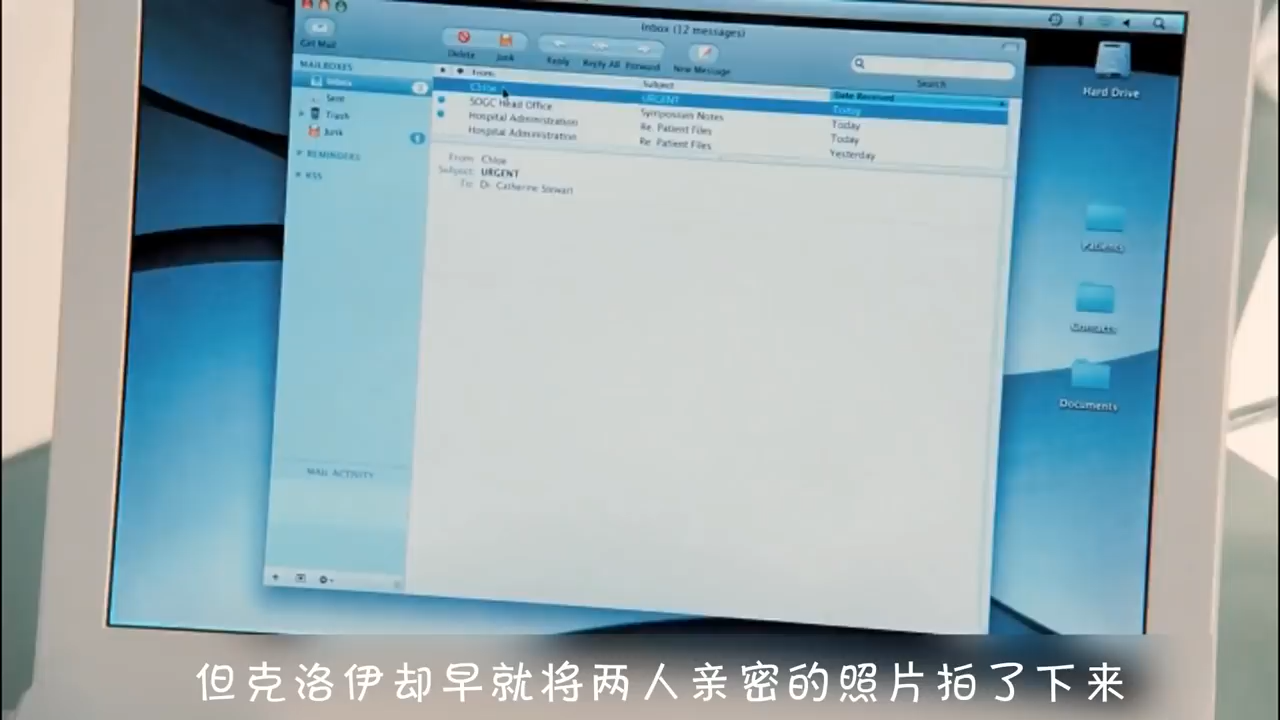 Inbox (12 messages)
Get Mail
Delete
Junk
Reply
Reply All
Forward
New Message
Search
MAILBOXES
Inbox
Sent
Trash
Junk
REMINDERS
RSS
MAIL ACTIVITY
From
Subject
Date Received
Chloe
URGENT
Today
SOGC Head Office
Symposium Notes
Today
Hospital Administration
Re. Patient Files
Today
Hospital Administration
Re. Patient Files
Yesterday
From: Chloe
Subject: URGENT
To: Dr. Catherine Stewart
Hard Drive
Patients
Contacts
Documents
但克洛伊却早就将两人亲密的照片拍了下来